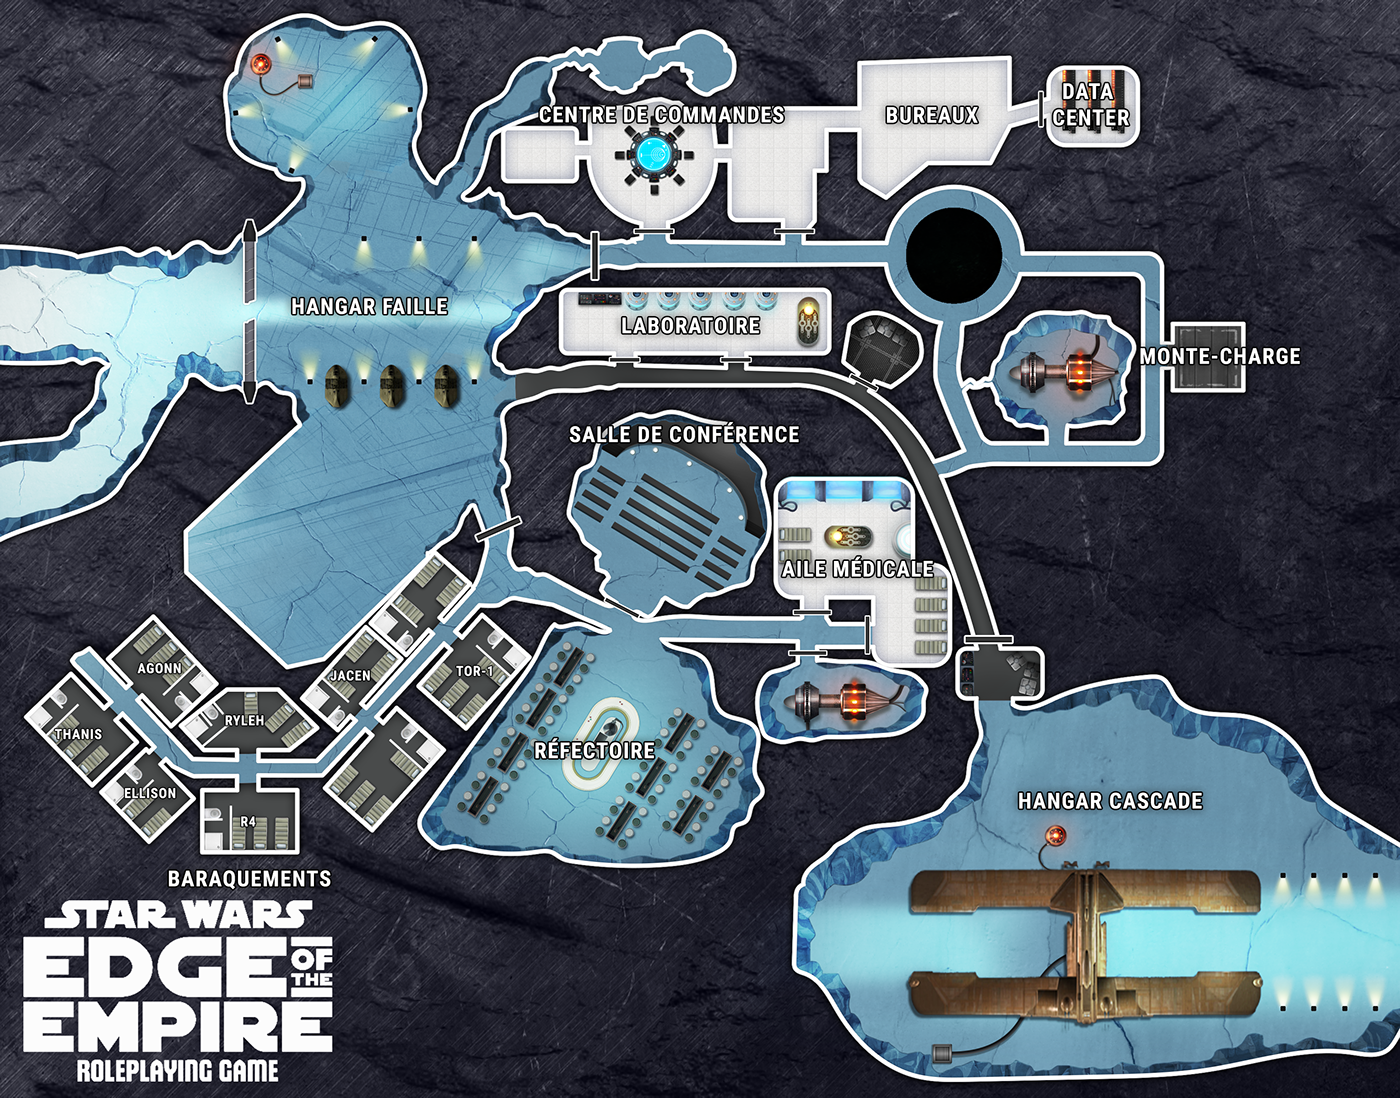 CENTRE DE COMMANDES
BUREAUX
DATA
CENTER
HANGAR FAILLE
LABORATOIRE
MONTE-CHARGE
SALLE DE CONFÉRENCE
AILE MÉDICALE
AGONN
JACEN
TOR-1
THANIS
RYLEH
ELLISON
R4
RÉFECTOIRE
HANGAR CASCADE
BARAQUEMENTS
STAR WARS
EDGE OF THE
EMPIRE
ROLEPLAYING GAME